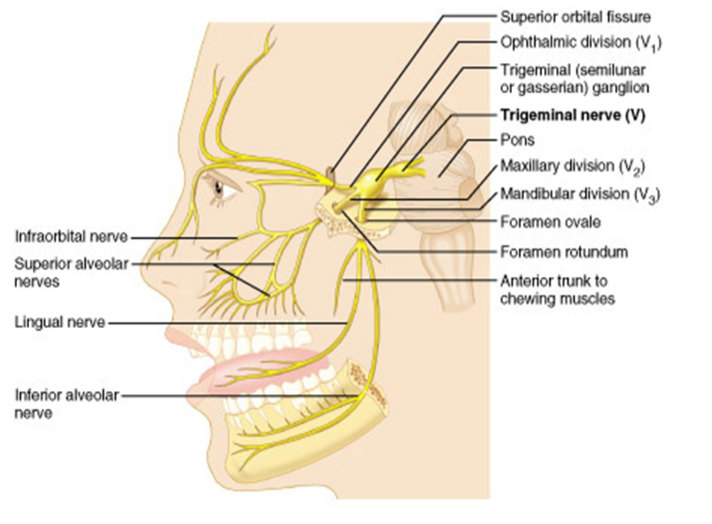 Superior orbital fissure
Ophthalmic division (V1)
Trigeminal (semilunar
or gasserian) ganglion
Trigeminal nerve (V)
Pons
Maxillary division (V2)
Mandibular division (V3)
Foramen ovale
Foramen rotundum
Anterior trunk to
chewing muscles
Infraorbital nerve
Superior alveolar
nerves
Lingual nerve
Inferior alveolar
nerve